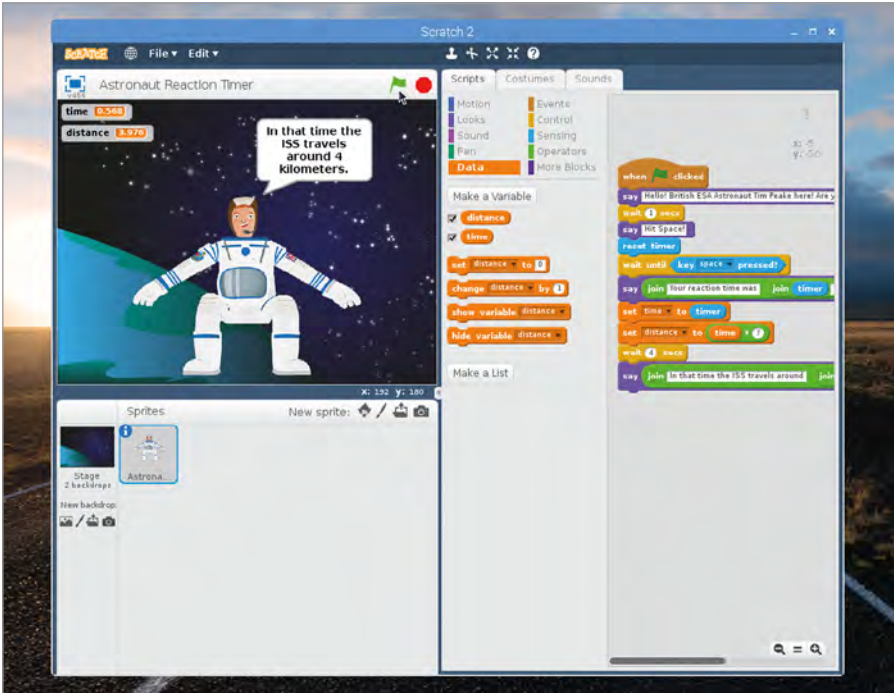 Scratch 2
SCRATCH File ▾ Edit ▾
Astronaut Reaction Timer
v454
time 0.568
distance 3.976
In that time the
ISS travels
around 4
kilometers.
X: 192 Y: 180
Sprites New sprite:
Stage
2 backdrops
New backdrop:
Astrona...
Scripts Costumes Sounds
Motion Events
Looks Control
Sound Sensing
Pen Operators
Data More Blocks
Make a Variable
distance
time
set distance to 0
change distance by 1
show variable distance
hide variable distance
Make a List
x: -5
when clicked
say Hello! British ESA Astronaut Tim Peake here! Are y
wait 1 secs
say Hit Space!
reset timer
wait until key space pressed?
say join Your reaction time was join timer
set time to timer
set distance to time * 7
wait 4 secs
say join In that time the ISS travels around join